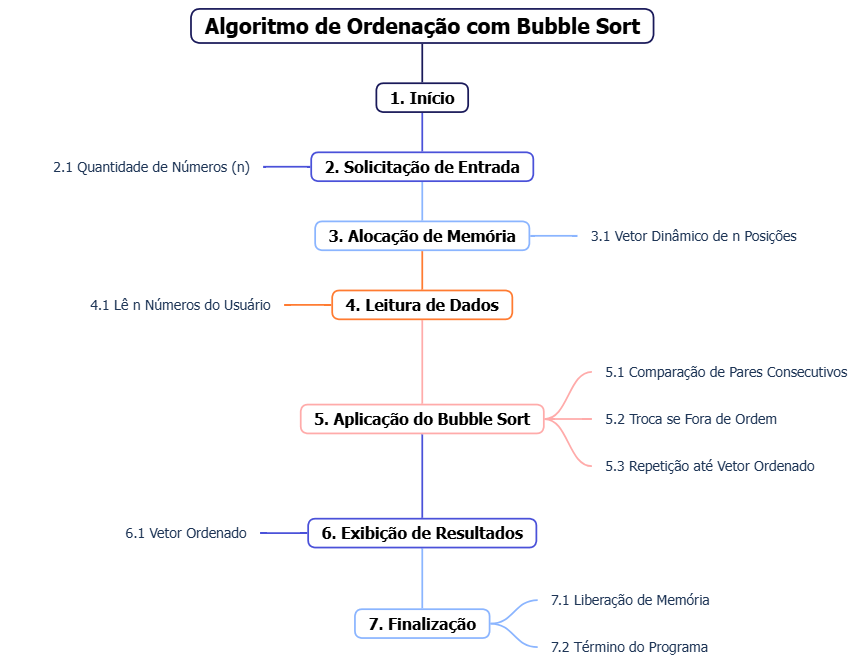 Algoritmo de Ordenação com Bubble Sort
1. Início
2.1 Quantidade de Números (n)
2. Solicitação de Entrada
3. Alocação de Memória
3.1 Vetor Dinâmico de n Posições
4.1 Lê n Números do Usuário
4. Leitura de Dados
5. Aplicação do Bubble Sort
5.1 Comparação de Pares Consecutivos
5.2 Troca se Fora de Ordem
5.3 Repetição até Vetor Ordenado
6.1 Vetor Ordenado
6. Exibição de Resultados
7. Finalização
7.1 Liberação de Memória
7.2 Término do Programa